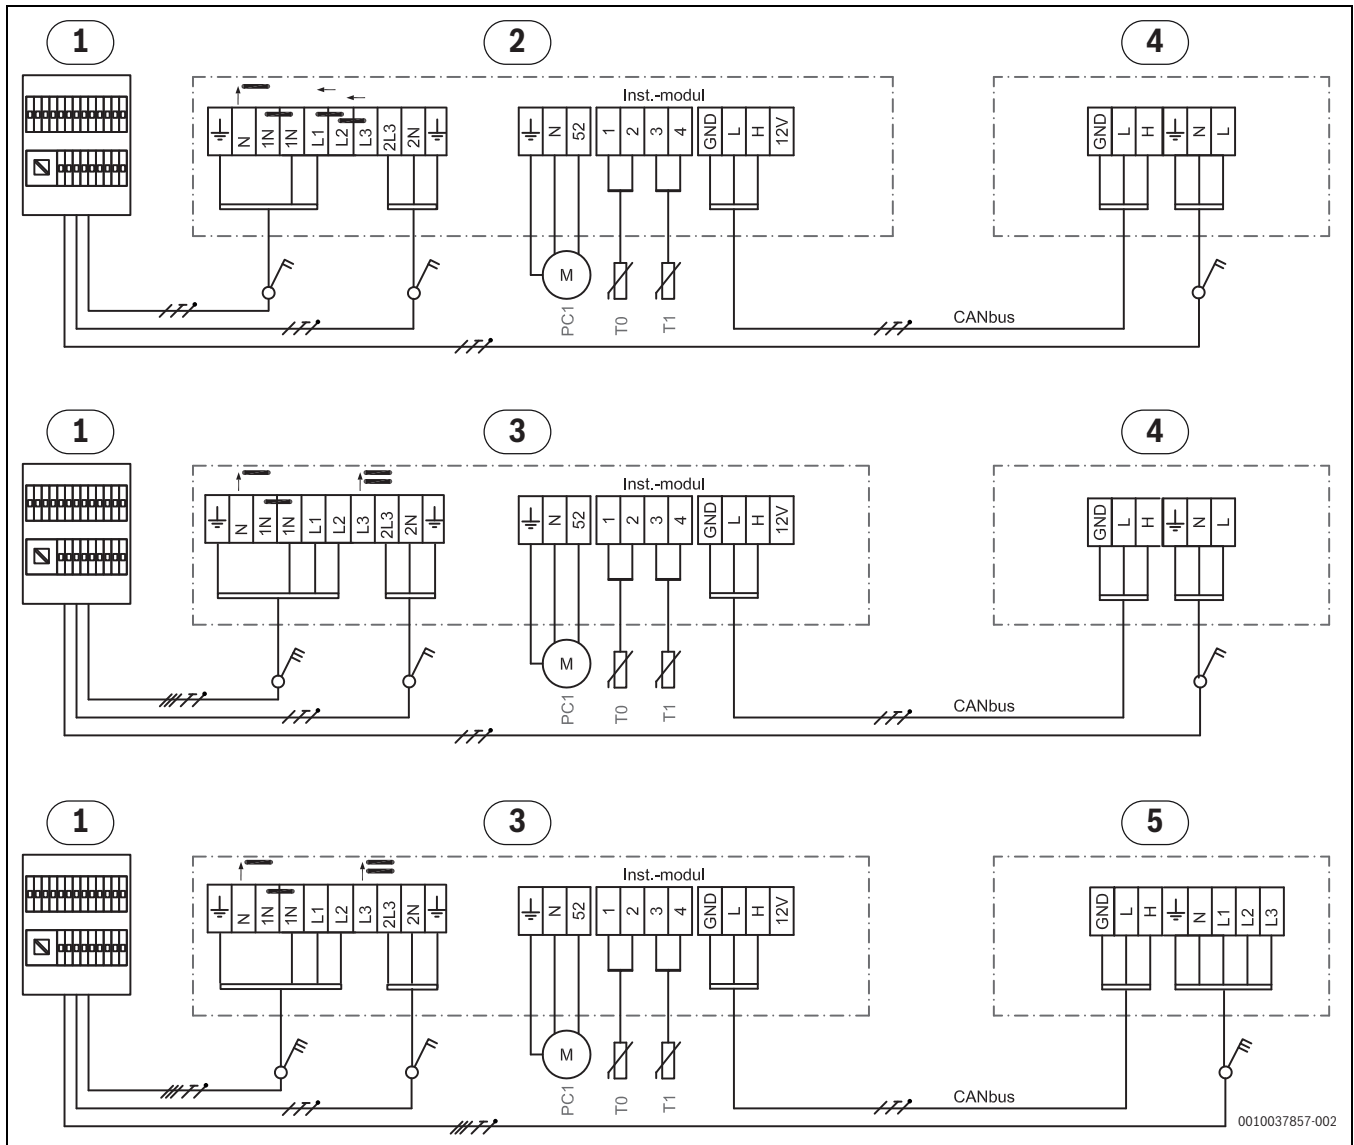 1 2 4
Inst.-modul
N 1N 1N L1 L2 L3 2L3 2N
N 52
1 2 3 4
GND L H 12V
GND L H N L
M
PC1 T0 T1
CANbus
1 3 4
Inst.-modul
N 1N 1N L1 L2 L3 2L3 2N
N 52
1 2 3 4
GND L H 12V
GND L H N L
M
PC1 T0 T1
CANbus
1 3 5
Inst.-modul
N 1N 1N L1 L2 L3 2L3 2N
N 52
1 2 3 4
GND L H 12V
GND L H N L1 L2 L3
M
PC1 T0 T1
CANbus
0010037857-002